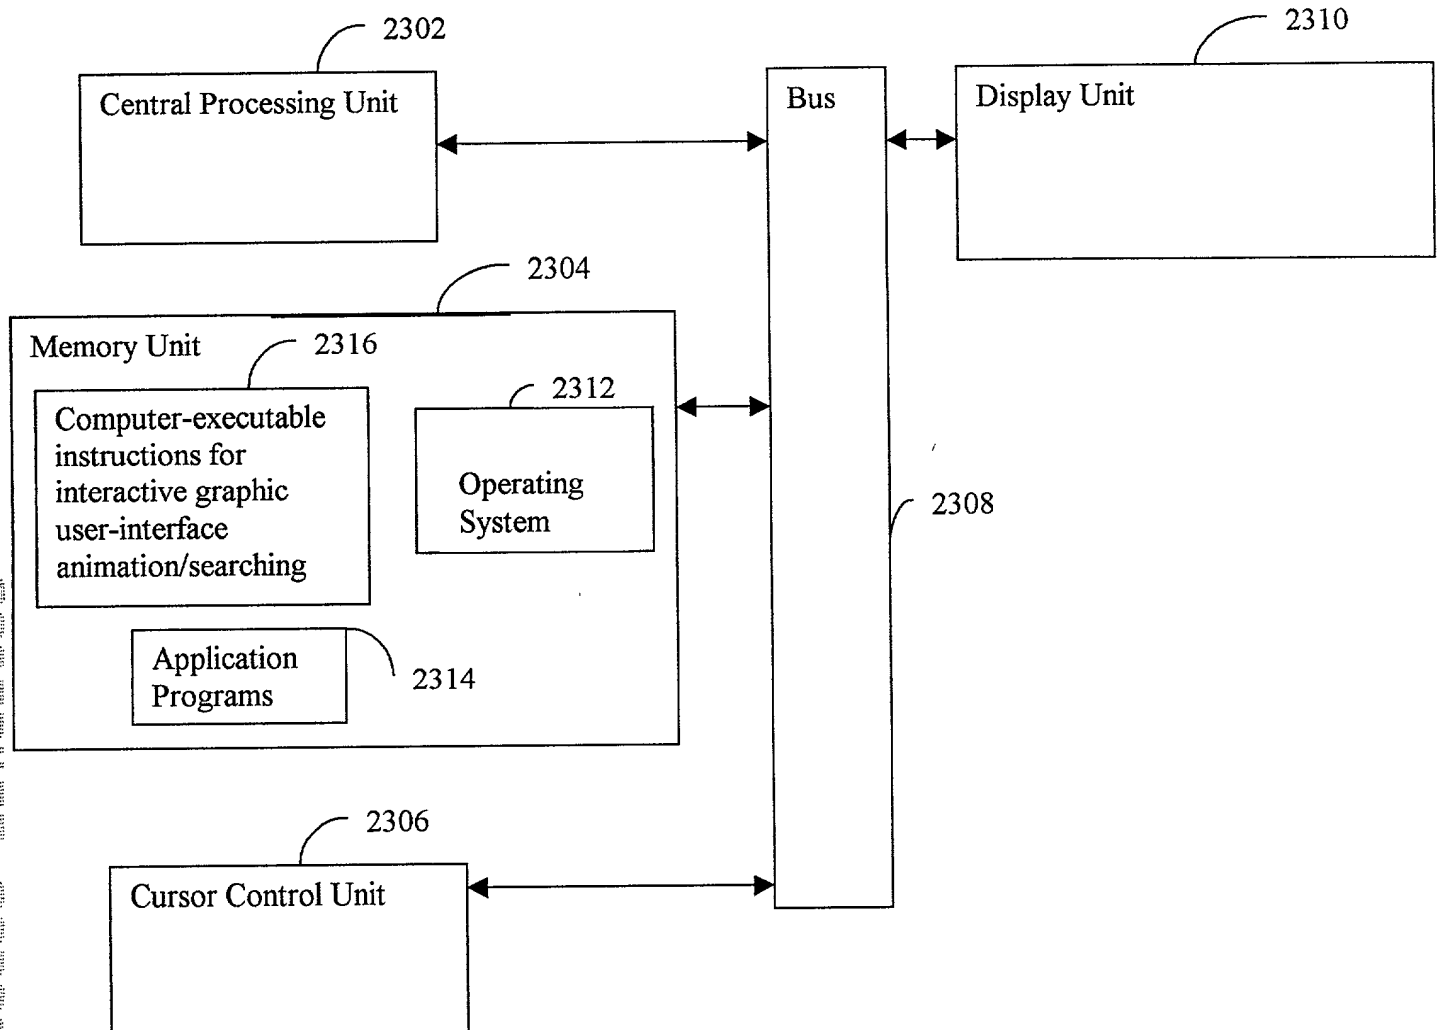 2302
2310
Central Processing Unit
Bus
Display Unit
2304
Memory Unit
2316
2312
Computer-executable
instructions for
interactive graphic
user-interface
animation/searching
Operating
System
2308
Application
Programs
2314
2306
Cursor Control Unit